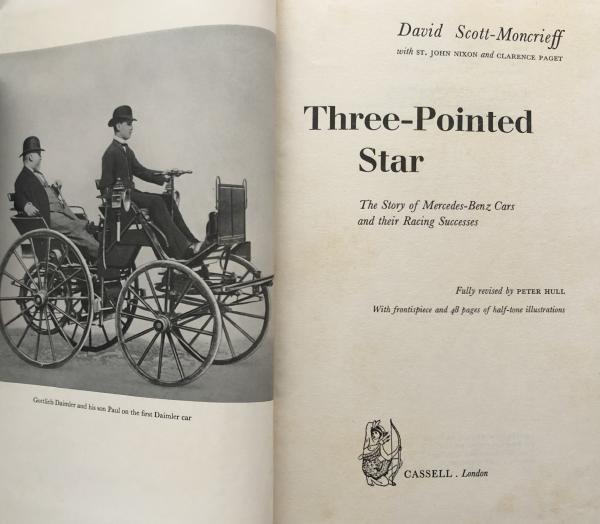 Gottlieb Daimler and his son Paul on the first Daimler car
David Scott-Moncrieff
with ST. JOHN NIXON and CLARENCE PAGET
Three-Pointed
Star
The Story of Mercedes-Benz Cars
and their Racing Successes
Fully revised by PETER HULL
With frontispiece and 48 pages of half-tone illustrations
CASSELL . London